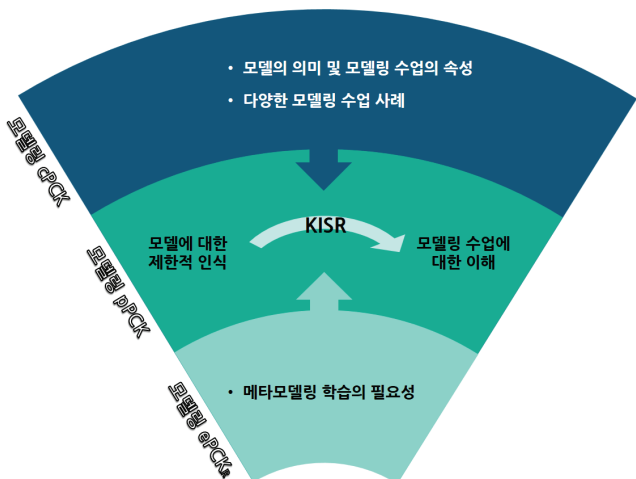 • 모델의 의미 및 모델링 수업의 속성
• 다양한 모델링 수업 사례
모델링 cPCK
KISR
모델에 대한
제한적 인식
모델링 수업에
대한 이해
모델링 pPCK
• 메타모델링 학습의 필요성
모델링 ePCKR